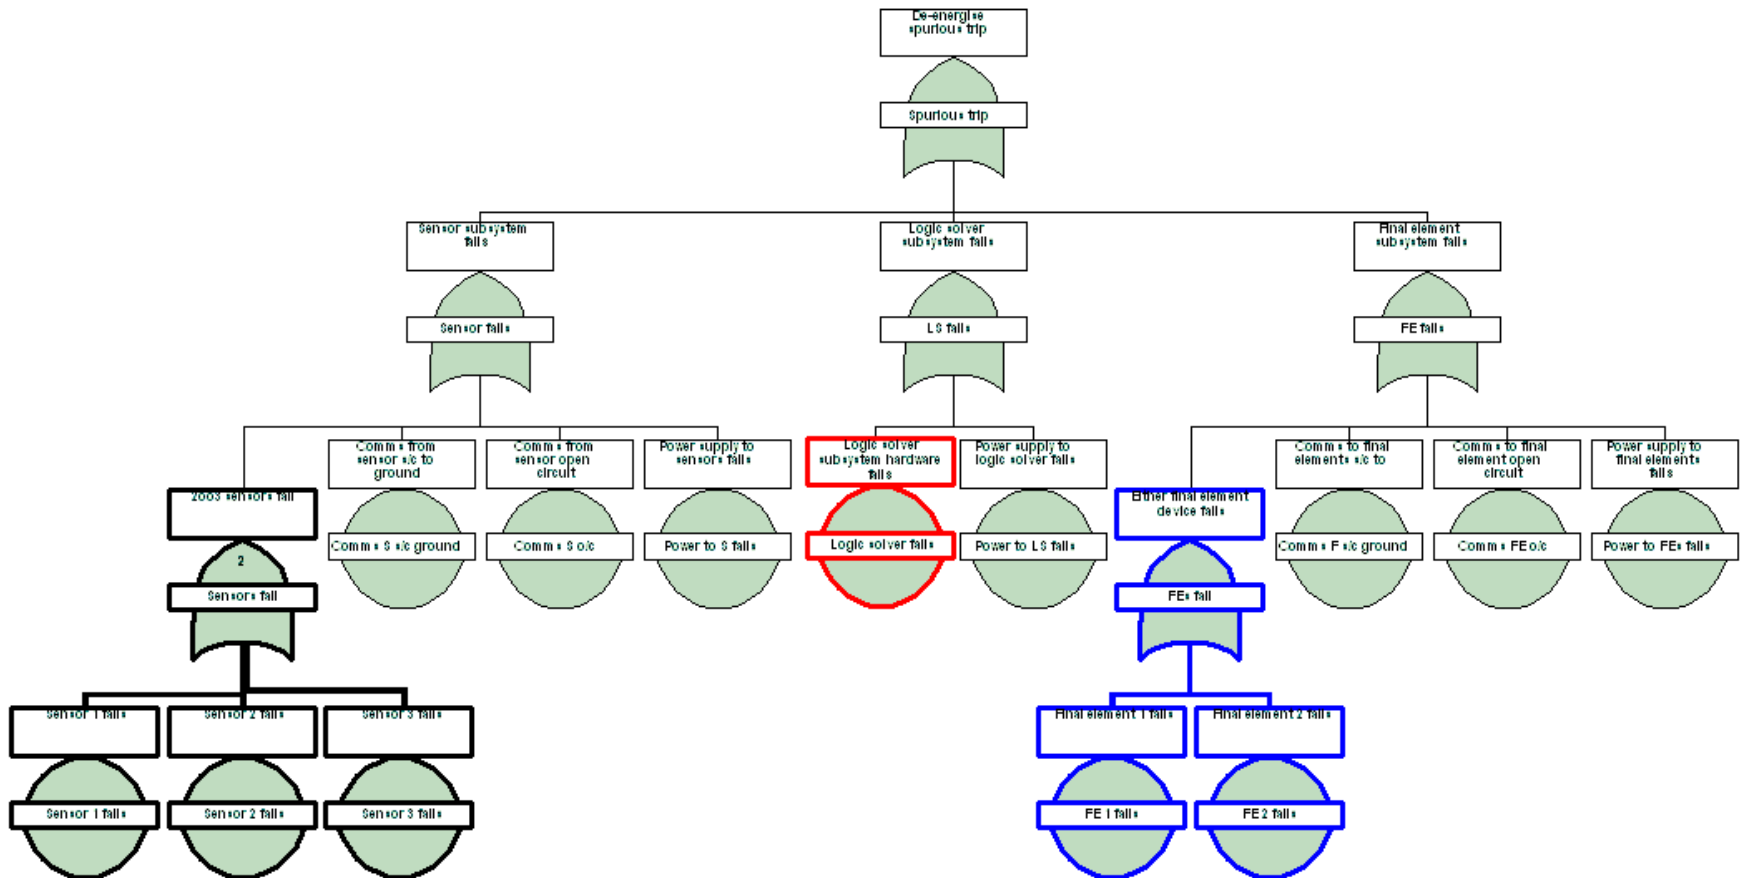 De-energise
spurious trip
Spurious trip
Sensor subsystem
fails
Logic solver
subsystem fails
Final element
subsystem fails
Sensor fails
LS fails
FE fails
Comms from
sensor s/c to
ground
Comms from
sensor open
circuit
Power supply to
sensors fails
Logic solver
subsystem hardware
fails
Power supply to
logic solver fails
Comms to final
elements s/c to
Comms to final
element open
circuit
Power supply to
final elements
fails
2oo3 sensors fail
Either final element
device fails
Comms S s/c ground
Comms S o/c
Power to S fails
Logic solver fails
Power to LS fails
Comms F s/c ground
Comms FE o/c
Power to FEs fails
2
Sensors fail
FEs fail
Sensor 1 fails
Sensor 2 fails
Sensor 3 fails
Final element 1 fails
Final element 2 fails
Sensor 1 fails
Sensor 2 fails
Sensor 3 fails
FE 1 fails
FE 2 fails